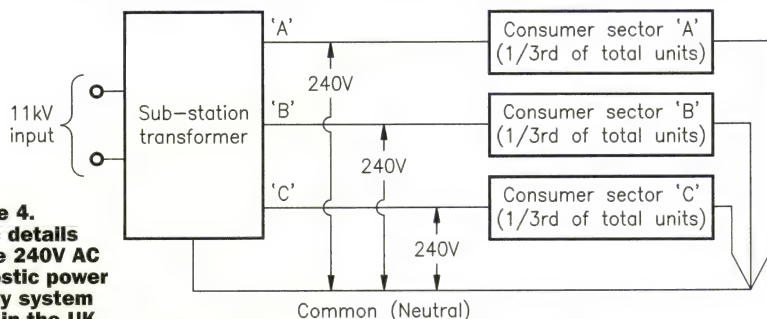 'A'
Consumer sector 'A'
(1/3rd of total units)
240V
11kV
input
Sub-station
transformer
'B'
Consumer sector 'B'
(1/3rd of total units)
240V
'C'
Consumer sector 'C'
(1/3rd of total units)
240V
Common (Neutral)
e 4.
details
e 240V AC
stic power
y system
in the UK